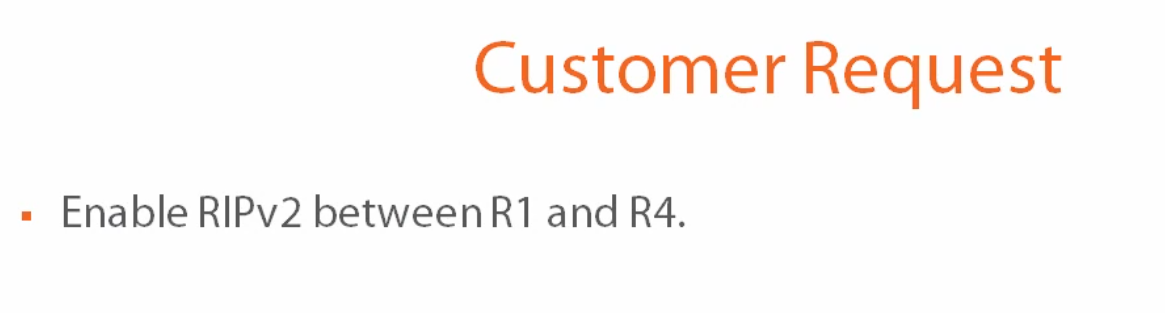 Customer Request
▪ Enable RIPv2 between R1 and R4.